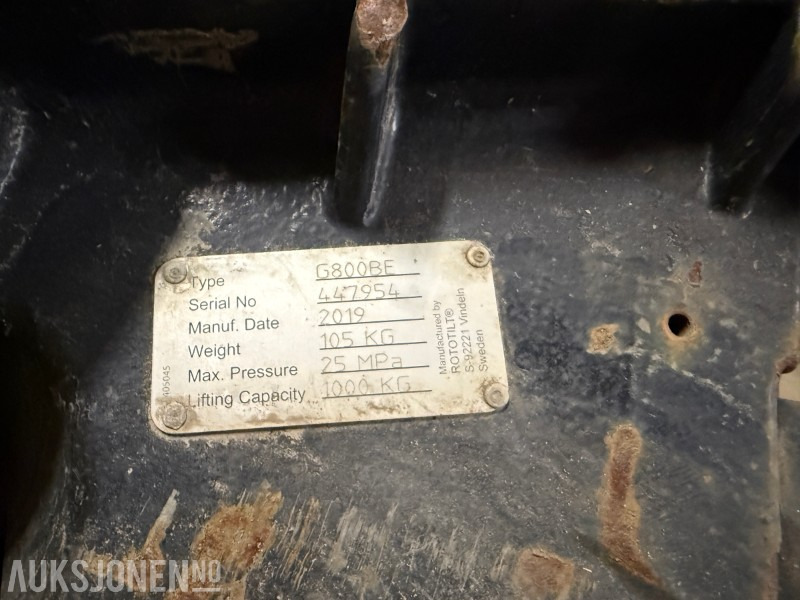 Type G800BE
Serial No 447954
Manuf. Date 2019
Weight 105 KG
Max. Pressure 25 MPa
Lifting Capacity 1000 KG
Manufactured by
ROTOTILT®
S-92221 Vindeln
Sweden
AUKSJONEN.NO